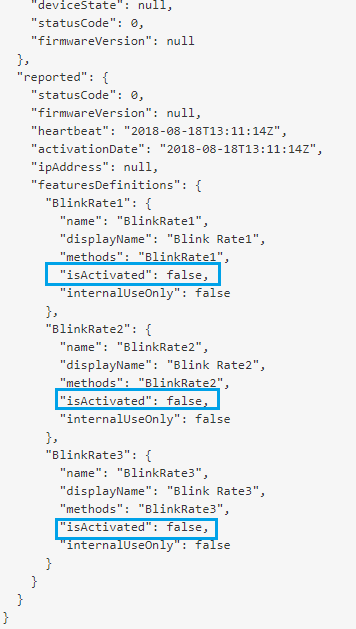 "deviceState": null,
"statusCode": 0,
"firmwareVersion": null
},
"reported": {
"statusCode": 0,
"firmwareVersion": null,
"heartbeat": "2018-08-18T13:11:14Z",
"activationDate": "2018-08-18T13:11:14Z",
"ipAddress": null,
"featuresDefinitions": {
"BlinkRate1": {
"name": "BlinkRate1",
"displayName": "Blink Rate1",
"methods": "BlinkRate1",
"isActivated": false,
"internalUseOnly": false
},
"BlinkRate2": {
"name": "BlinkRate2",
"displayName": "Blink Rate2",
"methods": "BlinkRate2",
"isActivated": false,
"internalUseOnly": false
},
"BlinkRate3": {
"name": "BlinkRate3",
"displayName": "Blink Rate3",
"methods": "BlinkRate3",
"isActivated": false,
"internalUseOnly": false
}
}
}
}